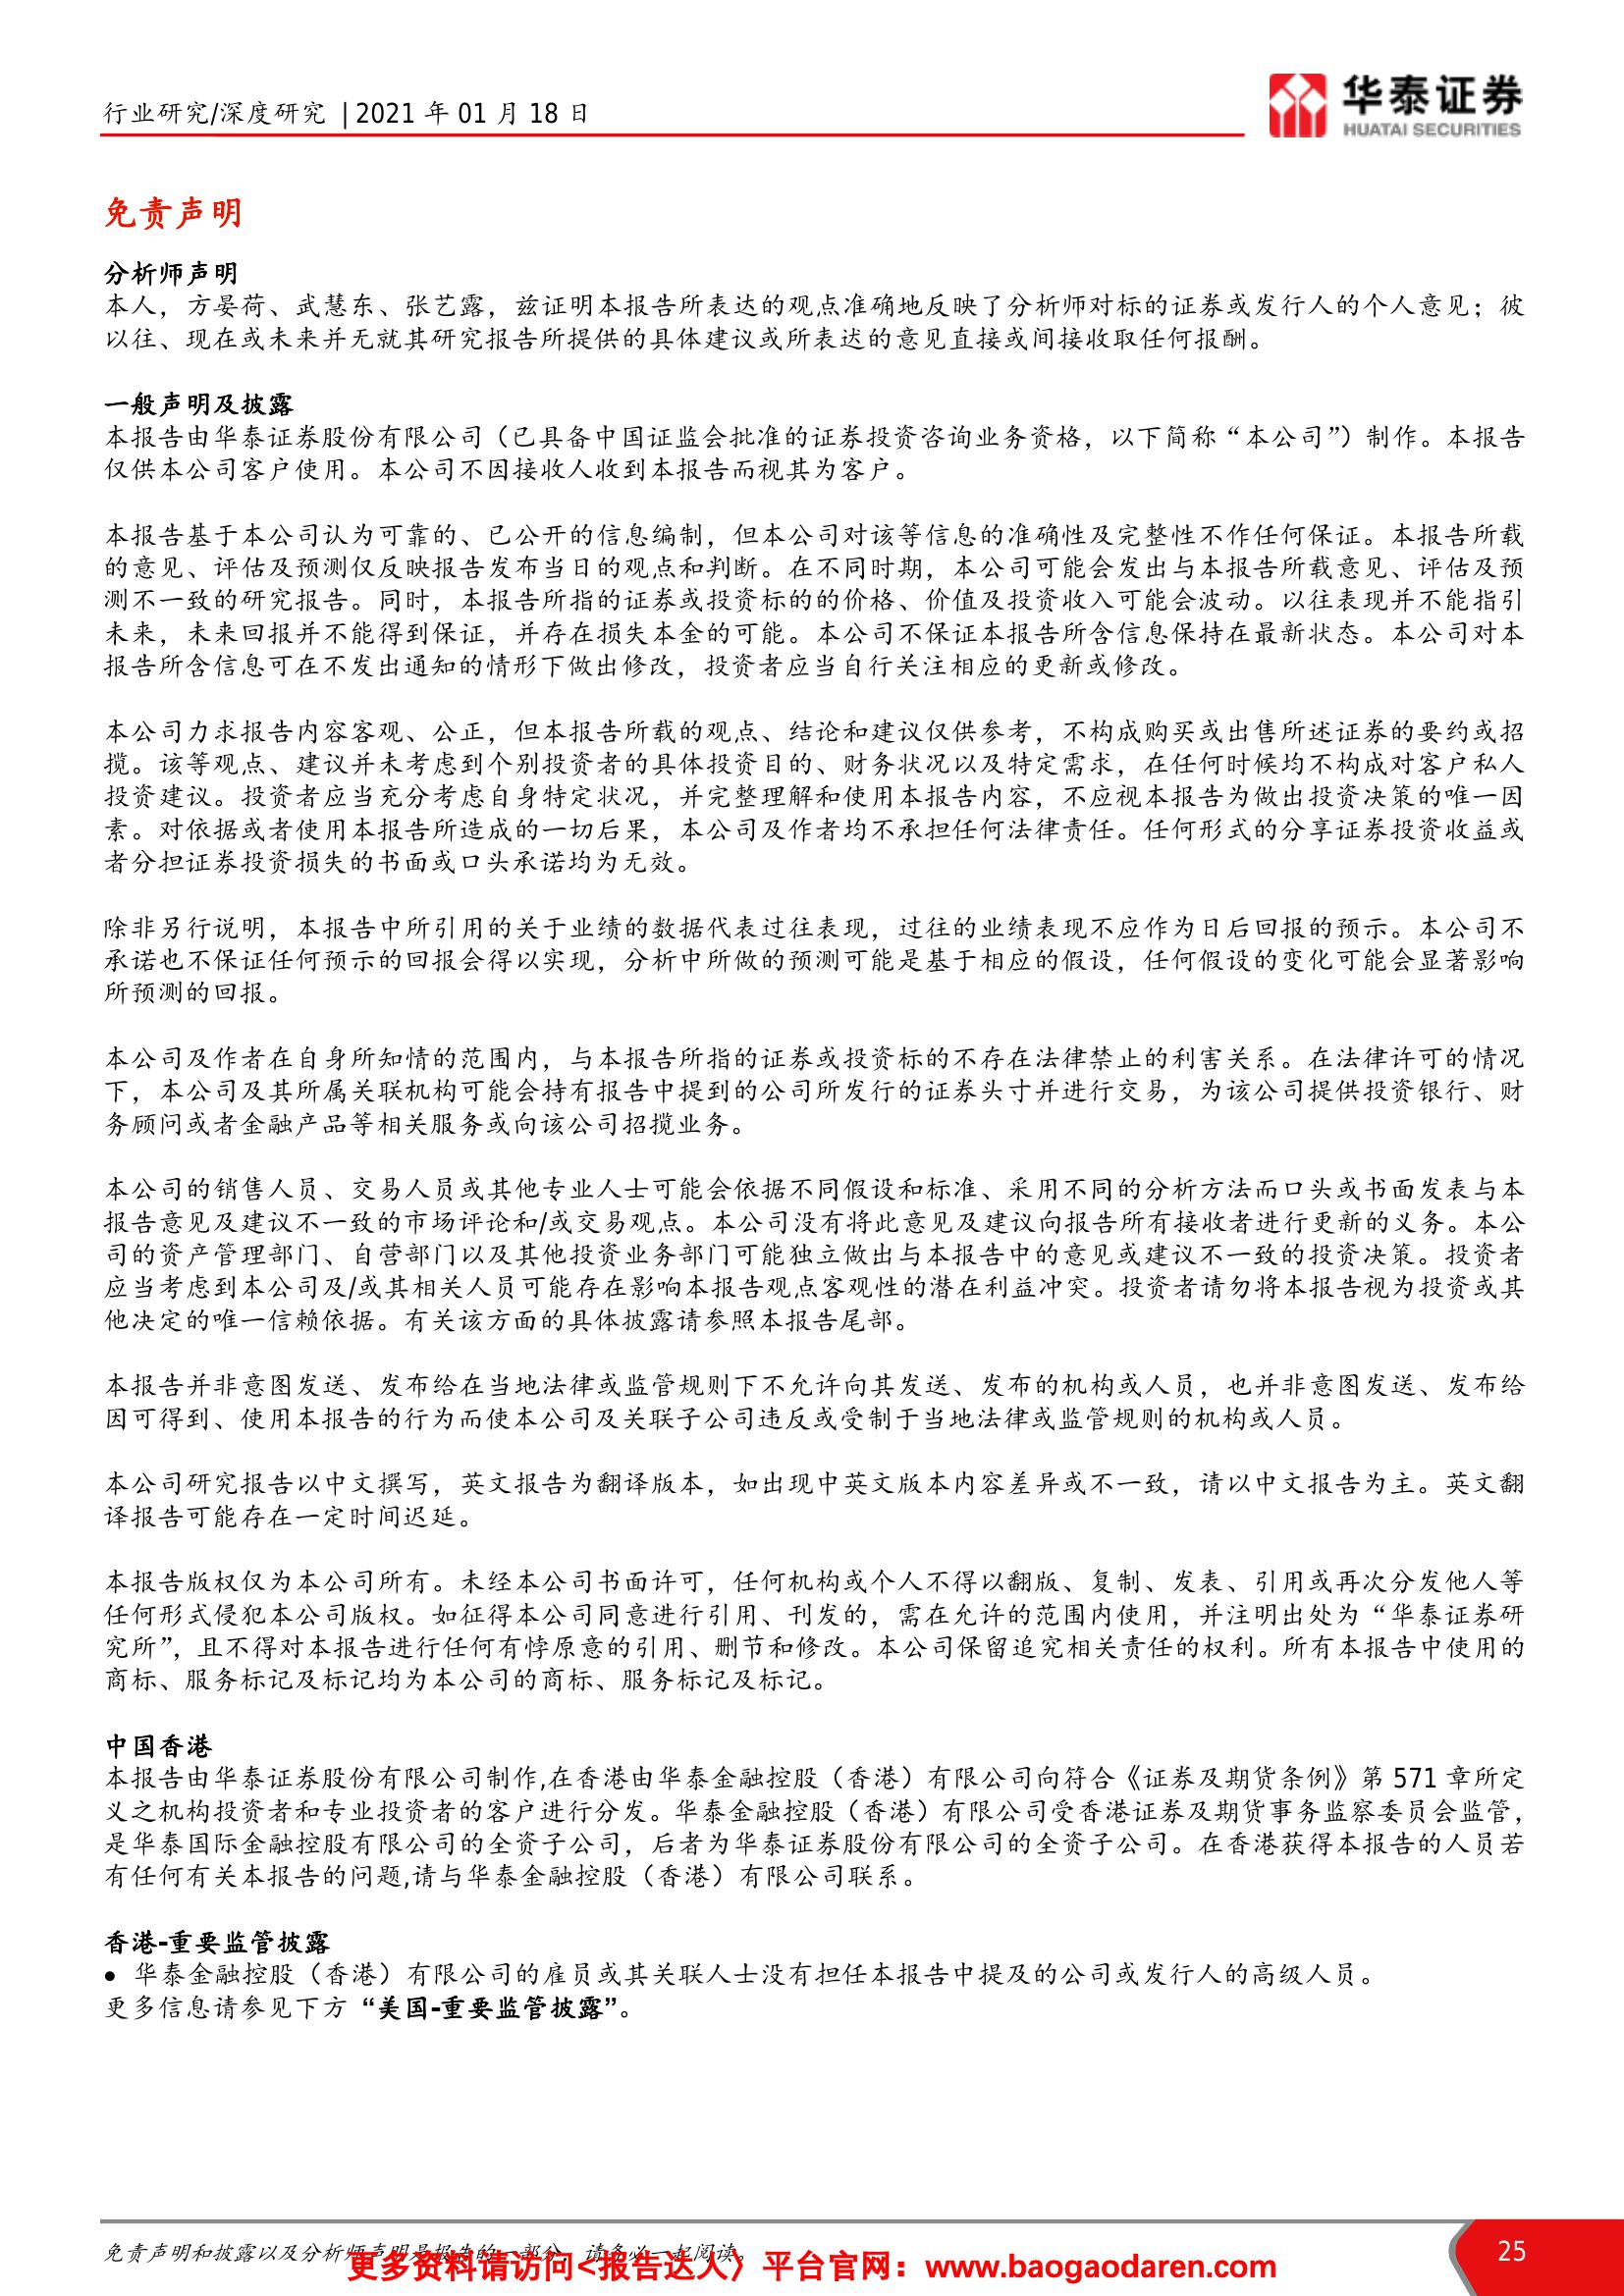 行业研究/深度研究 | 2021 年 01 月 18 日
华泰证券
HUATAI SECURITIES
免责声明
分析师声明
本人，方晏荷、武慧东、张艺露，兹证明本报告所表达的观点准确地反映了分析师对标的证券或发行人的个人意见；彼
以往、现在或未来并无就其研究报告所提供的具体建议或所表达的意见直接或间接收取任何报酬。
一般声明及披露
本报告由华泰证券股份有限公司（已具备中国证监会批准的证券投资咨询业务资格，以下简称“本公司”）制作。本报告
仅供本公司客户使用。本公司不因接收人收到本报告而视其为客户。
本报告基于本公司认为可靠的、已公开的信息编制，但本公司对该等信息的准确性及完整性不作任何保证。本报告所载
的意见、评估及预测仅反映报告发布当日的观点和判断。在不同时期，本公司可能会发出与本报告所载意见、评估及预
测不一致的研究报告。同时，本报告所指的证券或投资标的的价格、价值及投资收入可能会波动。以往表现并不能指引
未来，未来回报并不能得到保证，并存在损失本金的可能。本公司不保证本报告所含信息保持在最新状态。本公司对本
报告所含信息可在不发出通知的情形下做出修改，投资者应当自行关注相应的更新或修改。
本公司力求报告内容客观、公正，但本报告所载的观点、结论和建议仅供参考，不构成购买或出售所述证券的要约或招
揽。该等观点、建议并未考虑到个别投资者的具体投资目的、财务状况以及特定需求，在任何时候均不构成对客户私人
投资建议。投资者应当充分考虑自身特定状况，并完整理解和使用本报告内容，不应视本报告为做出投资决策的唯一因
素。对依据或者使用本报告所造成的一切后果，本公司及作者均不承担任何法律责任。任何形式的分享证券投资收益或
者分担证券投资损失的书面或口头承诺均为无效。
除非另行说明，本报告中所引用的关于业绩的数据代表过往表现，过往的业绩表现不应作为日后回报的预示。本公司不
承诺也不保证任何预示的回报会得以实现，分析中所做的预测可能是基于相应的假设，任何假设的变化可能会显著影响
所预测的回报。
本公司及作者在自身所知情的范围内，与本报告所指的证券或投资标的不存在法律禁止的利害关系。在法律许可的情况
下，本公司及其所属关联机构可能会持有报告中提到的公司所发行的证券头寸并进行交易，为该公司提供投资银行、财
务顾问或者金融产品等相关服务或向该公司招揽业务。
本公司的销售人员、交易人员或其他专业人士可能会依据不同假设和标准、采用不同的分析方法而口头或书面发表与本
报告意见及建议不一致的市场评论和/或交易观点。本公司没有将此意见及建议向报告所有接收者进行更新的义务。本公
司的资产管理部门、自营部门以及其他投资业务部门可能独立做出与本报告中的意见或建议不一致的投资决策。投资者
应当考虑到本公司及/或其相关人员可能存在影响本报告观点客观性的潜在利益冲突。投资者请勿将本报告视为投资或其
他决定的唯一信赖依据。有关该方面的具体披露请参照本报告尾部。
本报告并非意图发送、发布给在当地法律或监管规则下不允许向其发送、发布的机构或人员，也并非意图发送、发布给
因可得到、使用本报告的行为而使本公司及关联子公司违反或受制于当地法律或监管规则的机构或人员。
本公司研究报告以中文撰写，英文报告为翻译版本，如出现中英文版本内容差异或不一致，请以中文报告为主。英文翻
译报告可能存在一定时间迟延。
本报告版权仅为本公司所有。未经本公司书面许可，任何机构或个人不得以翻版、复制、发表、引用或再次分发他人等
任何形式侵犯本公司版权。如征得本公司同意进行引用、刊发的，需在允许的范围内使用，并注明出处为“华泰证券研
究所”，且不得对本报告进行任何有悖原意的引用、删节和修改。本公司保留追究相关责任的权利。所有本报告中使用的
商标、服务标记及标记均为本公司的商标、服务标记及标记。
中国香港
本报告由华泰证券股份有限公司制作,在香港由华泰金融控股（香港）有限公司向符合《证券及期货条例》第 571 章所定
义之机构投资者和专业投资者的客户进行分发。华泰金融控股（香港）有限公司受香港证券及期货事务监察委员会监管，
是华泰国际金融控股有限公司的全资子公司，后者为华泰证券股份有限公司的全资子公司。在香港获得本报告的人员若
有任何有关本报告的问题,请与华泰金融控股（香港）有限公司联系。
香港-重要监管披露
● 华泰金融控股（香港）有限公司的雇员或其关联人士没有担任本报告中提及的公司或发行人的高级人员。
更多信息请参见下方“美国-重要监管披露”。
免责声明和披露以及分析师声明是报告的一部分，请务必一起阅读。
25
更多资料请访问<报告达人〉平台官网：www.baogaodaren.com